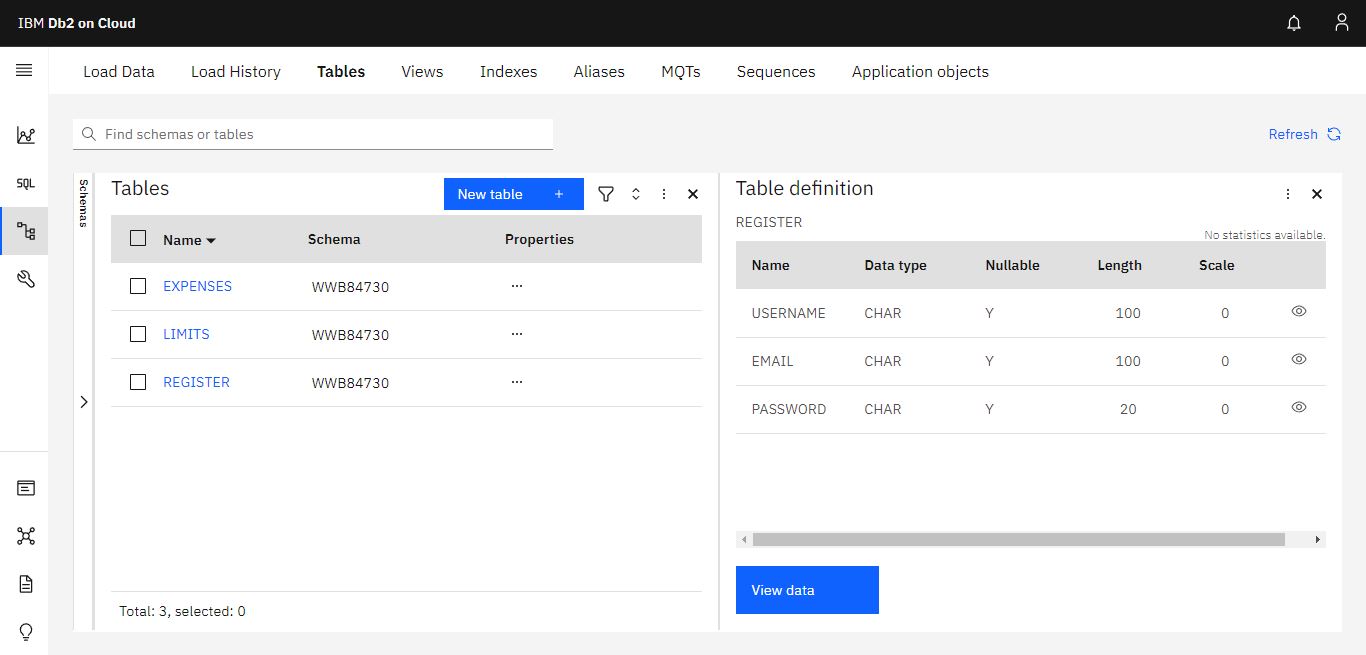 IBM Db2 on Cloud
Load Data Load History Tables Views Indexes Aliases MQTs Sequences Application objects
SQL
Find schemas or tables
Refresh
Schemas
Tables
New table +
Name Schema Properties
EXPENSES WWB84730 ...
LIMITS WWB84730 ...
REGISTER WWB84730 ...
Total: 3, selected: 0
Table definition
REGISTER
No statistics available.
Name Data type Nullable Length Scale
USERNAME CHAR Y 100 0
EMAIL CHAR Y 100 0
PASSWORD CHAR Y 20 0
View data